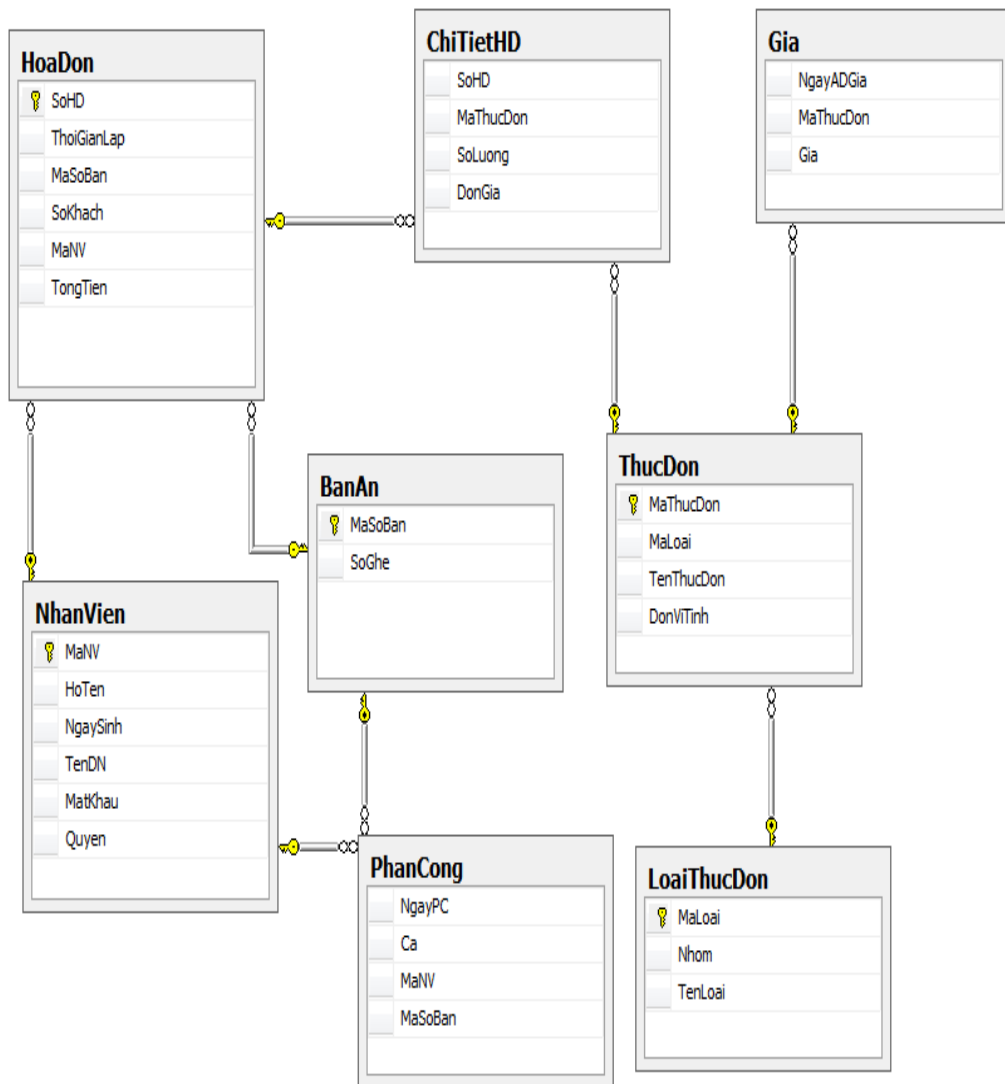 HoaDon
SoHD
ThoiGianLap
MaSoBan
SoKhach
MaNV
TongTien
ChiTietHD
SoHD
MaThucDon
SoLuong
DonGia
Gia
NgayADGia
MaThucDon
Gia
BanAn
MaSoBan
SoGhe
ThucDon
MaThucDon
MaLoai
TenThucDon
DonViTinh
NhanVien
MaNV
HoTen
NgaySinh
TenDN
MatKhau
Quyen
PhanCong
NgayPC
Ca
MaNV
MaSoBan
LoaiThucDon
MaLoai
Nhom
TenLoai